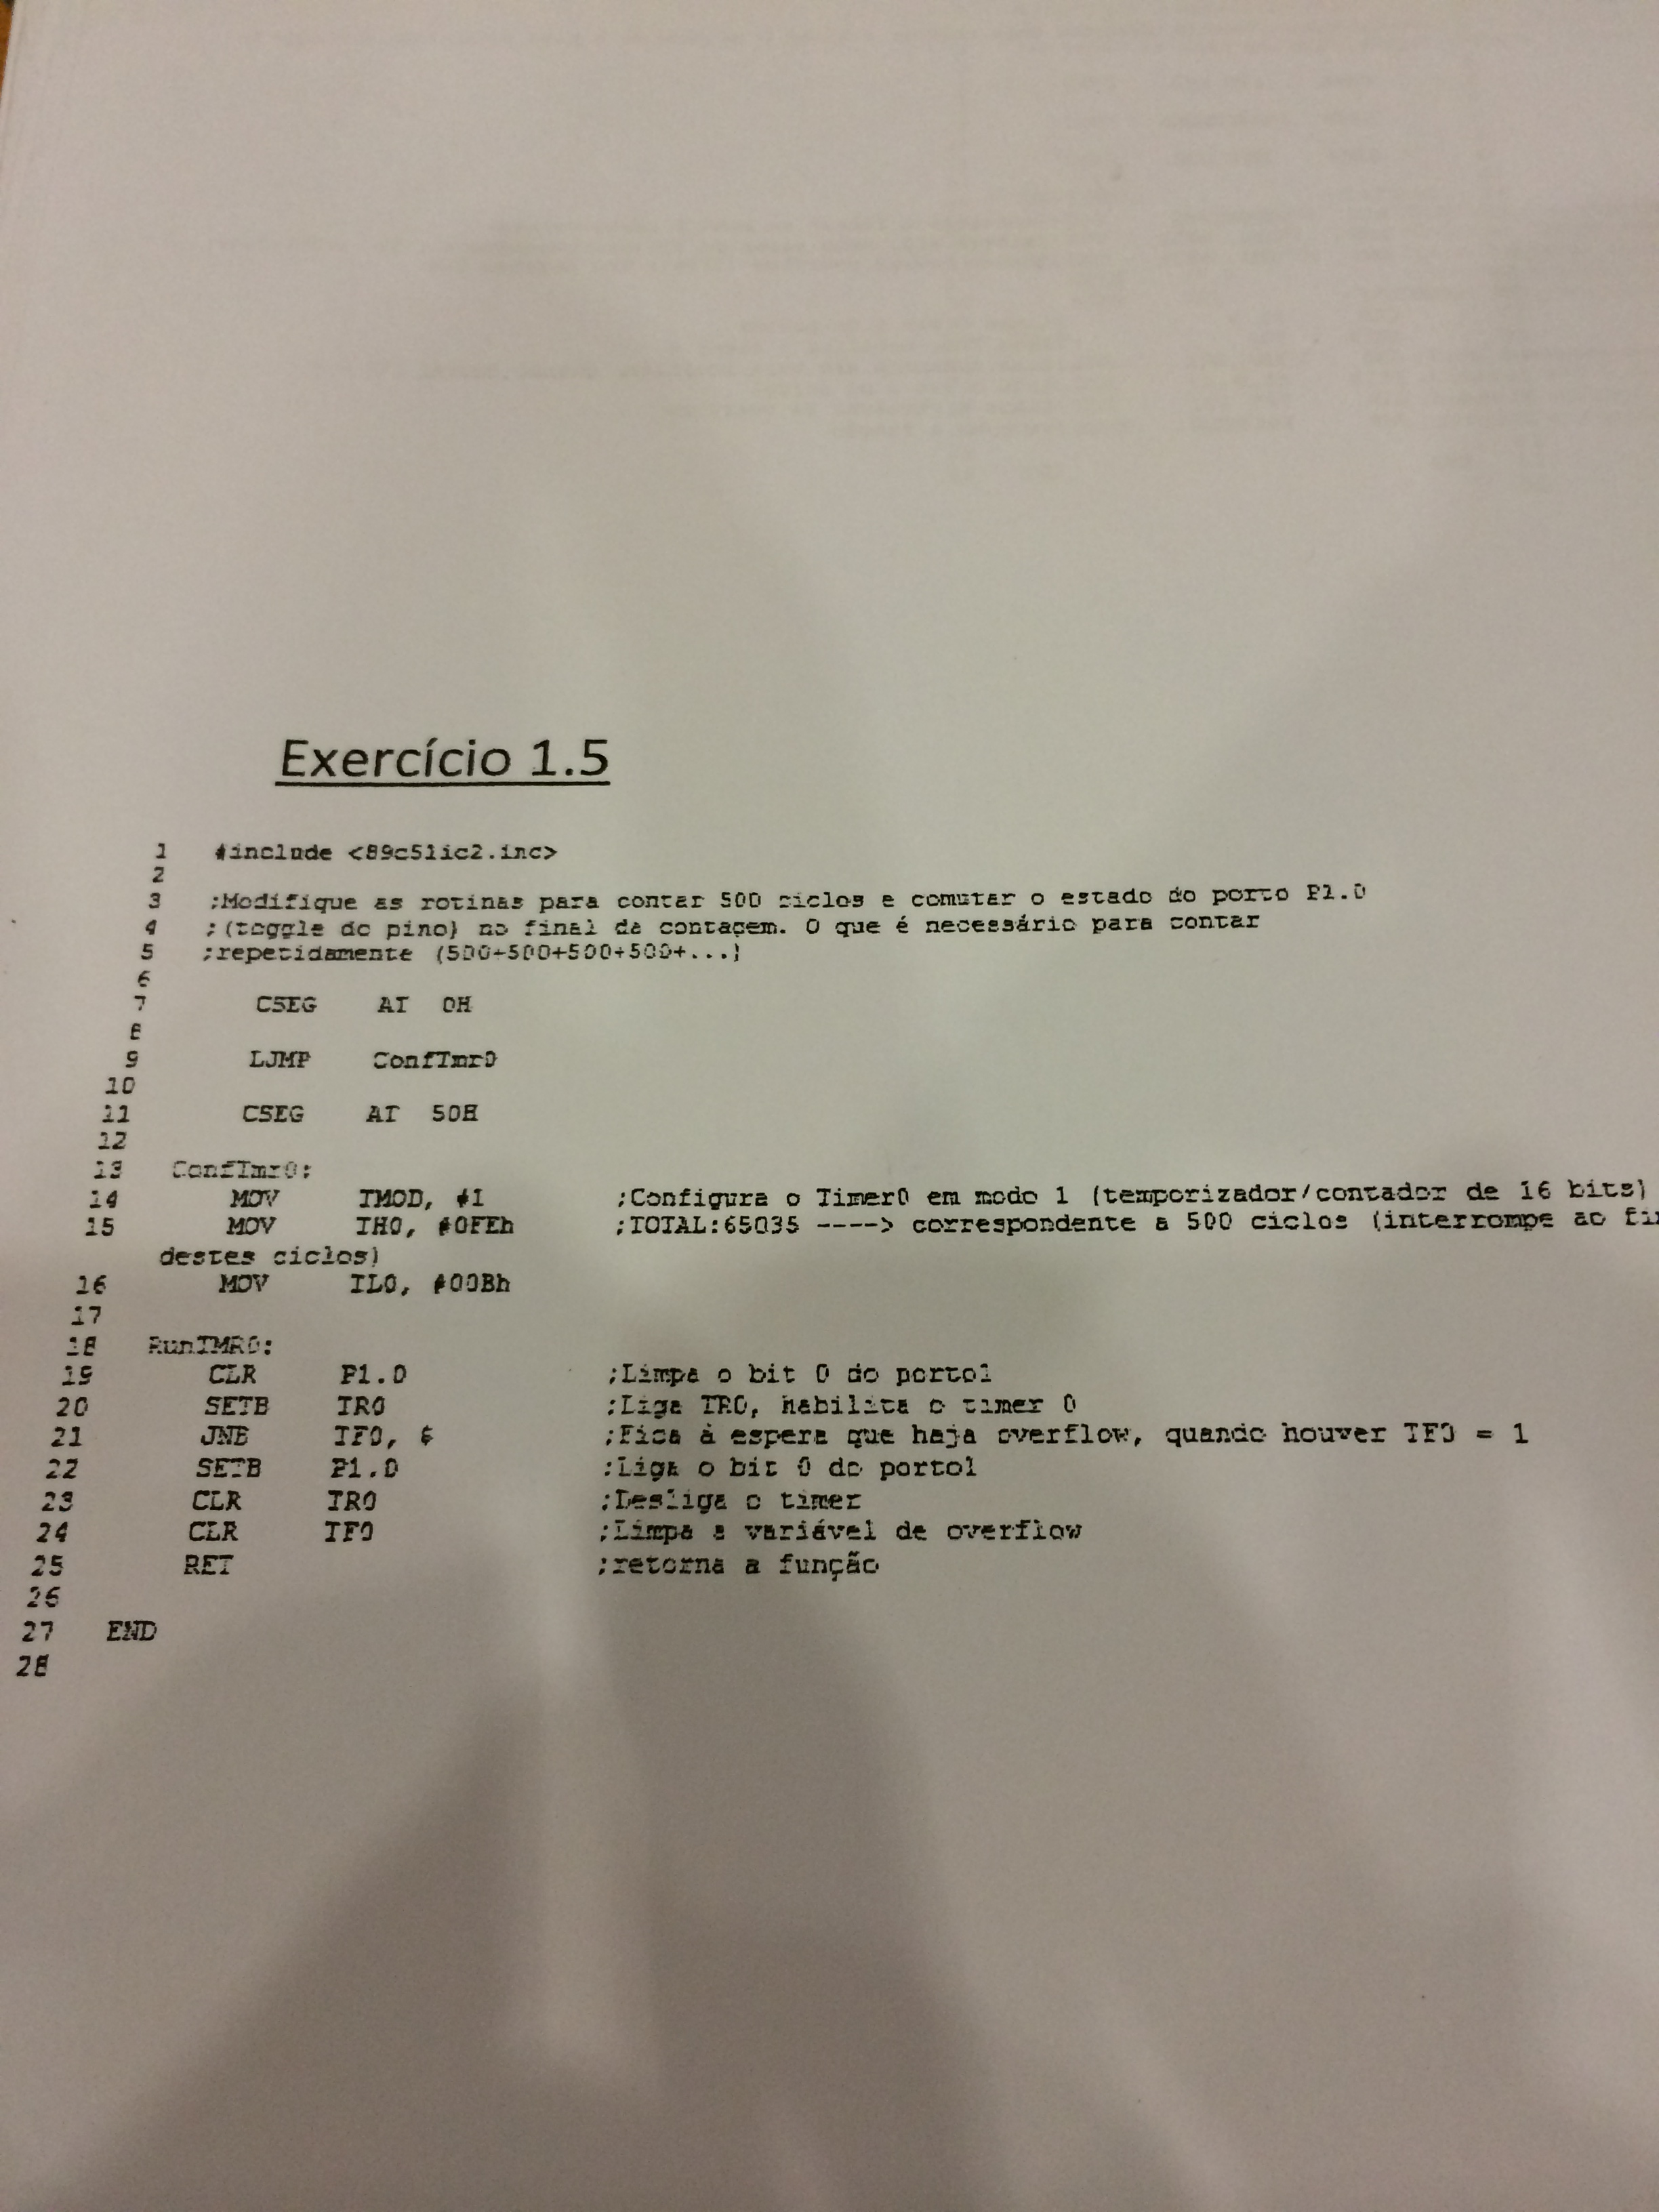 Exercício 1.5
1 #include <89c51ic2.inc>
2
3 ;Modifique as rotinas para contar 500 ciclos e comutar o estado do porto P1.0
4 ;(toggle do pino) no final da contagem. O que é necessário para contar
5 ;repetidamente (500+500+500+500+...)
6
7 CSEG AT 0H
8
9 LJMP ConfTmr0
10
11 CSEG AT 50H
12
13 ConfTmr0:
14 MOV TMOD, #1 ;Configura o Timer0 em modo 1 (temporizador/contador de 16 bits)
15 MOV TH0, #0FEh ;TOTAL:65035 ----> correspondente a 500 ciclos (interrompe ao
destes ciclos)
16 MOV TL0, #00Bh
17
18 RunTMR0:
19 CLR P1.0 ;Limpa o bit 0 do porto1
20 SETB TR0 ;Liga TR0, habilita o timer 0
21 JNB TF0, $ ;Fica à espera que haja overflow, quando houver TF0 = 1
22 SETB P1.0 ;Liga o bit 0 do porto1
23 CLR TR0 ;Desliga o timer
24 CLR TF0 ;Limpa a variável de overflow
25 RET ;retorna a função
26
27 END
28